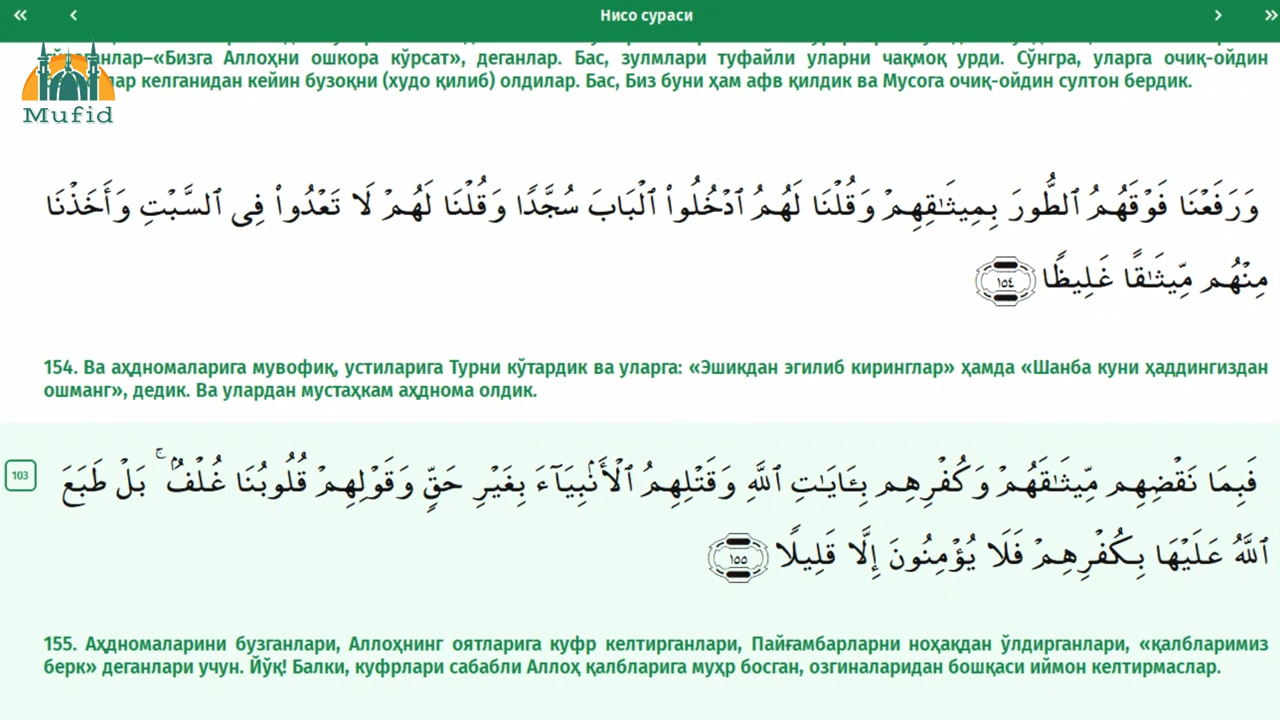 Нисо сураси
«Бизга Аллоҳни ошкора кўрсат», деганлар. Бас, зулмлари туфайли уларни чақмоқ урди. Сўнгра, уларга очиқ-ойдин
келганидан кейин бузоқни (худо қилиб) олдилар. Бас, Биз буни ҳам афв қилдик ва Мусога очиқ-ойдин султон бердик.
Mufid
وَرَفَعْنَا فَوْقَهُمُ ٱلطُّورَ بِمِيثَـٰقِهِمْ وَقُلْنَا لَهُمُ ٱدْخُلُوا۟ ٱلْبَابَ سُجَّدًا وَقُلْنَا لَهُمْ لَا تَعْدُوا۟ فِى ٱلسَّبْتِ وَأَخَذْنَا
مِنْهُم مِّيثَـٰقًا غَلِيظًا ١٥٤
154. Ва аҳдномаларига мувофиқ, устиларига Турни кўтардик ва уларга: «Эшикдан эгилиб киринглар» ҳамда «Шанба куни ҳаддингиздан
ошманг», дедик. Ва улардан мустаҳкам аҳднома олдик.
103
فَبِمَا نَقْضِهِم مِّيثَـٰقَهُمْ وَكُفْرِهِم بِـَٔايَـٰتِ ٱللَّهِ وَقَتْلِهِمُ ٱلْأَنۢبِيَآءَ بِغَيْرِ حَقٍّ وَقَوْلِهِمْ قُلُوبُنَا غُلْفٌۢ ۚ بَلْ طَبَعَ
ٱللَّهُ عَلَيْهَا بِكُفْرِهِمْ فَلَا يُؤْمِنُونَ إِلَّا قَلِيلًا ١٥٥
155. Аҳдномаларини бузганлари, Аллоҳнинг оятларига куфр келтирганлари, Пайғамбарларни ноҳақдан ўлдирганлари, «қалбларимиз
берк» деганлари учун. Йўқ! Балки, куфрлари сабабли Аллоҳ қалбларига муҳр босган, озгиналаридан бошқаси иймон келтирмаслар.